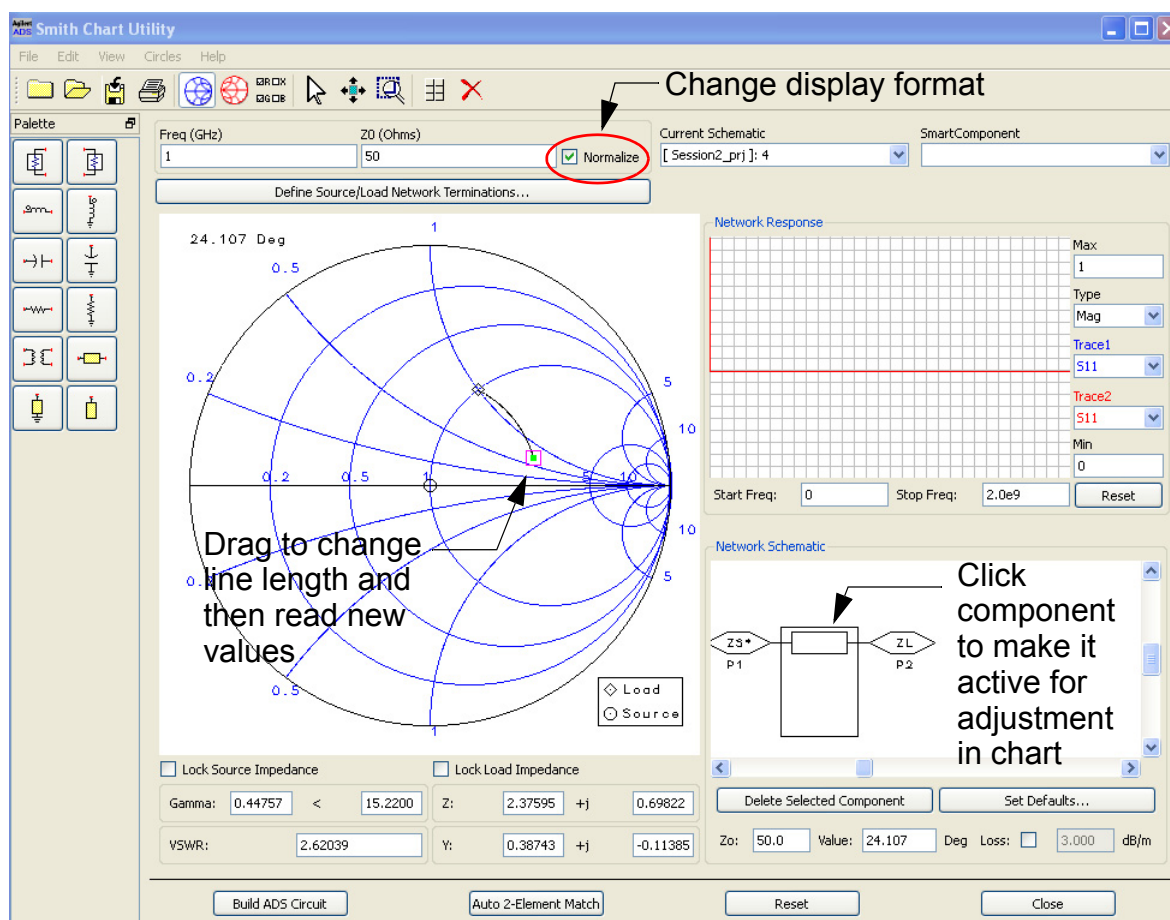 Agilent
ADS
Smith Chart Utility
File Edit View Circles Help
Change display format
Palette
Freq (GHz)
Z0 (Ohms)
1
50
Normalize
Current Schematic
[ Session2_prj ]: 4
SmartComponent
Define Source/Load Network Terminations...
24.107 Deg
1
0.5
0.2
5
10
0.2
0.5
1
5
10
10
5
0.2
0.5
1
Drag to change
line length and
then read new
values
Load
Source
Network Response
Max
1
Type
Mag
Trace1
S11
Trace2
S11
Min
0
Start Freq: 0 Stop Freq: 2.0e9 Reset
Network Schematic
ZS*
P1
ZL
P2
Click
component
to make it
active for
adjustment
in chart
Lock Source Impedance
Lock Load Impedance
Gamma: 0.44757 < 15.2200
Z: 2.37595 +j 0.69822
VSWR: 2.62039
Y: 0.38743 +j -0.11385
Delete Selected Component
Set Defaults...
Zo: 50.0 Value: 24.107 Deg Loss: 3.000 dB/m
Build ADS Circuit
Auto 2-Element Match
Reset
Close